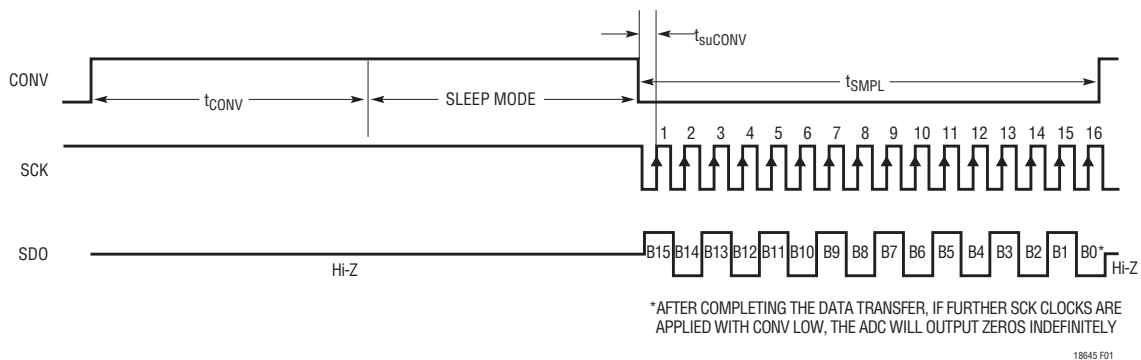 tsuCONV
CONV
tCONV
SLEEP MODE
tSMPL
1 2 3 4 5 6 7 8 9 10 11 12 13 14 15 16
SCK
SDO
B15 B14 B13 B12 B11 B10 B9 B8 B7 B6 B5 B4 B3 B2 B1 B0*
Hi-Z
Hi-Z
*AFTER COMPLETING THE DATA TRANSFER, IF FURTHER SCK CLOCKS ARE
APPLIED WITH CONV LOW, THE ADC WILL OUTPUT ZEROS INDEFINITELY
18645 F01